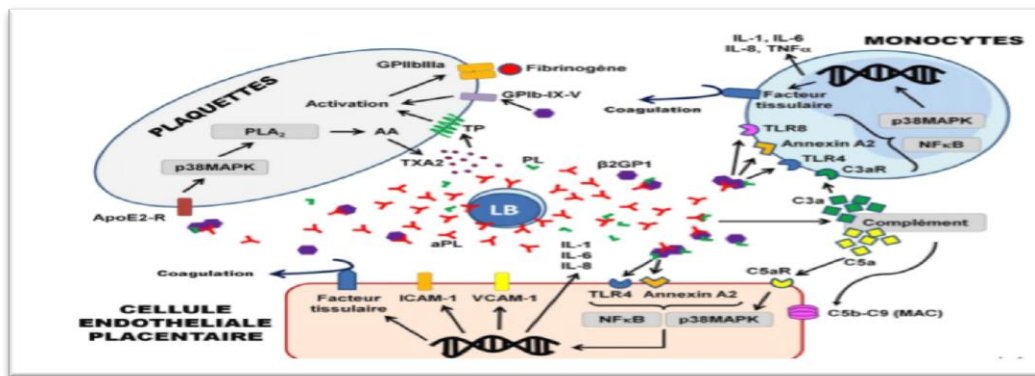 IL-1, IL-6
IL-8, TNFα
MONOCYTES
GPIIbIIIa
Fibrinogène
PLAQUETTES
Activation
GPIb-IX-V
Facteur
tissulaire
Coagulation
p38MAPK
NFκB
TLR8
Annexin A2
TLR4
C3aR
PLA2
AA
TP
TXA2
p38MAPK
PL
β2GP1
ApoE2-R
LB
aPL
C3a
Complément
C5a
IL-1
IL-6
IL-8
Coagulation
C5aR
CELLULE
ENDOTHELIALE
PLACENTAIRE
Facteur
tissulaire
ICAM-1
VCAM-1
TLR4
Annexin A2
NFκB
p38MAPK
C5b-C9 (MAC)